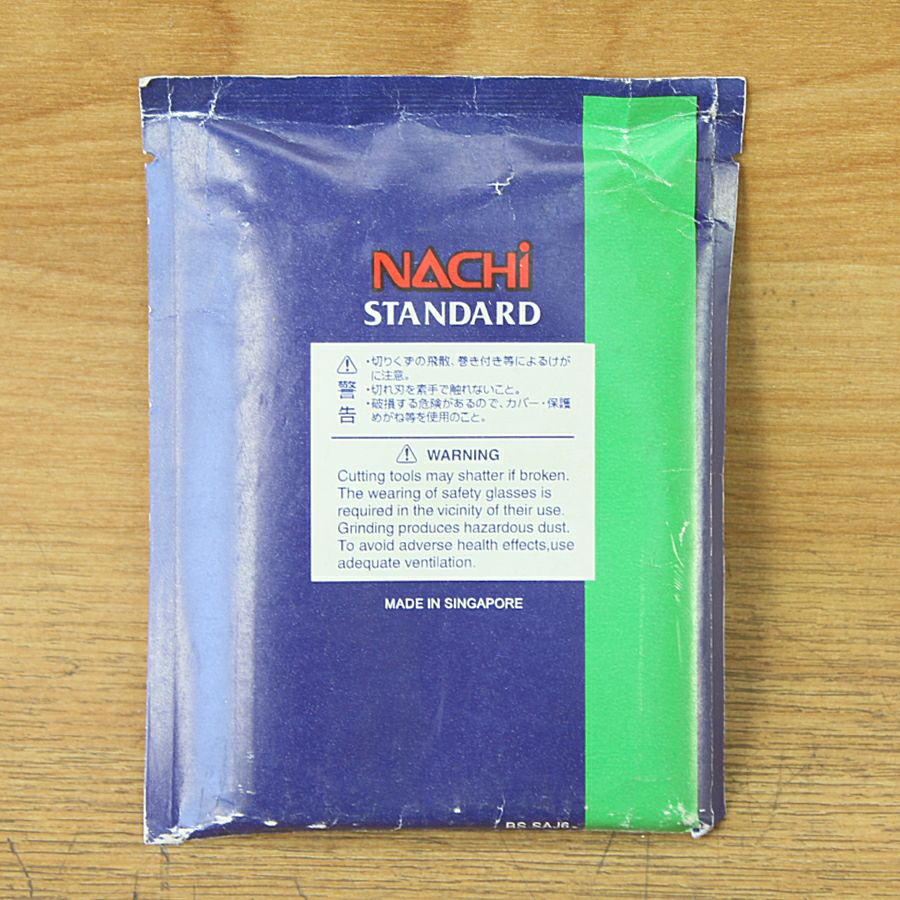 NACHi
STANDARD
・切りくずの飛散、巻き付き等によるけが
に注意。
警
・切れ刃を素手で触れないこと。
告
・破損する危険があるので、カバー・保護
めがね等を使用のこと。
WARNING
Cutting tools may shatter if broken.
The wearing of safety glasses is
required in the vicinity of their use.
Grinding produces hazardous dust.
To avoid adverse health effects,use
adequate ventilation.
MADE IN SINGAPORE